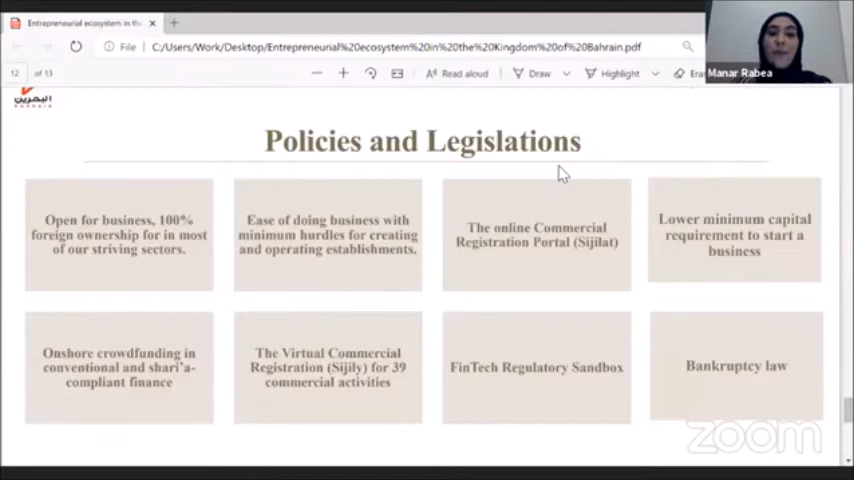 Entrepreneurial ecosystem in th
File
C:/Users/Work/Desktop/Entrepreneurial%20ecosystem%20in%20the%20Kingdom%20of%20Bahrain.pdf
12 of 13
Read aloud
Draw
Highlight
Era
Manar Rabea
البحرين
BAHRAIN
Policies and Legislations
Open for business, 100%
foreign ownership for in most
of our striving sectors.
Ease of doing business with
minimum hurdles for creating
and operating establishments.
The online Commercial
Registration Portal (Sijilat)
Lower minimum capital
requirement to start a
business
Onshore crowdfunding in
conventional and shari'a-
compliant finance
The Virtual Commercial
Registration (Sijily) for 39
commercial activities
FinTech Regulatory Sandbox
Bankruptcy law
zoom